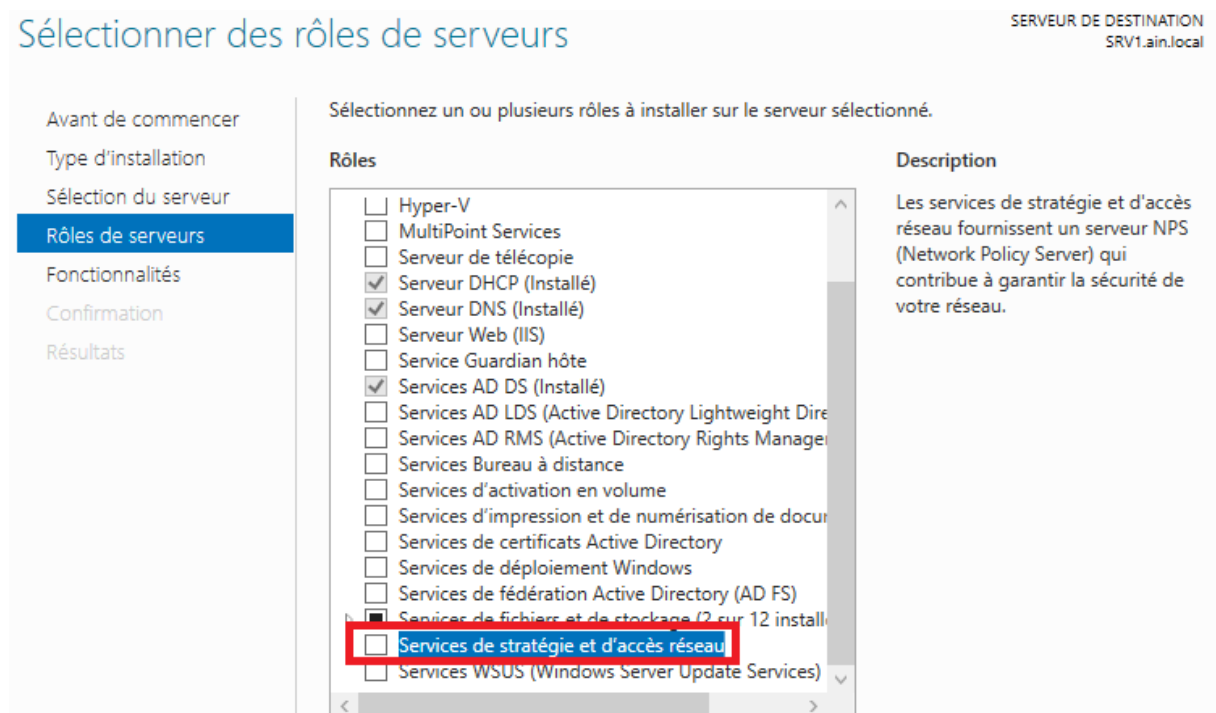 Sélectionner des rôles de serveurs
SERVEUR DE DESTINATION
SRV1.ain.local
Avant de commencer
Type d'installation
Sélection du serveur
Rôles de serveurs
Fonctionnalités
Confirmation
Résultats
Sélectionnez un ou plusieurs rôles à installer sur le serveur sélectionné.
Rôles
Hyper-V
MultiPoint Services
Serveur de télécopie
Serveur DHCP (Installé)
Serveur DNS (Installé)
Serveur Web (IIS)
Service Guardian hôte
Services AD DS (Installé)
Services AD LDS (Active Directory Lightweight Dire
Services AD RMS (Active Directory Rights Manage
Services Bureau à distance
Services d'activation en volume
Services d'impression et de numérisation de docu
Services de certificats Active Directory
Services de déploiement Windows
Services de fédération Active Directory (AD FS)
Services de fichiers et de stockage (2 sur 12 install
Services de stratégie et d'accès réseau
Services WSUS (Windows Server Update Services)
Description
Les services de stratégie et d'accès
réseau fournissent un serveur NPS
(Network Policy Server) qui
contribue à garantir la sécurité de
votre réseau.